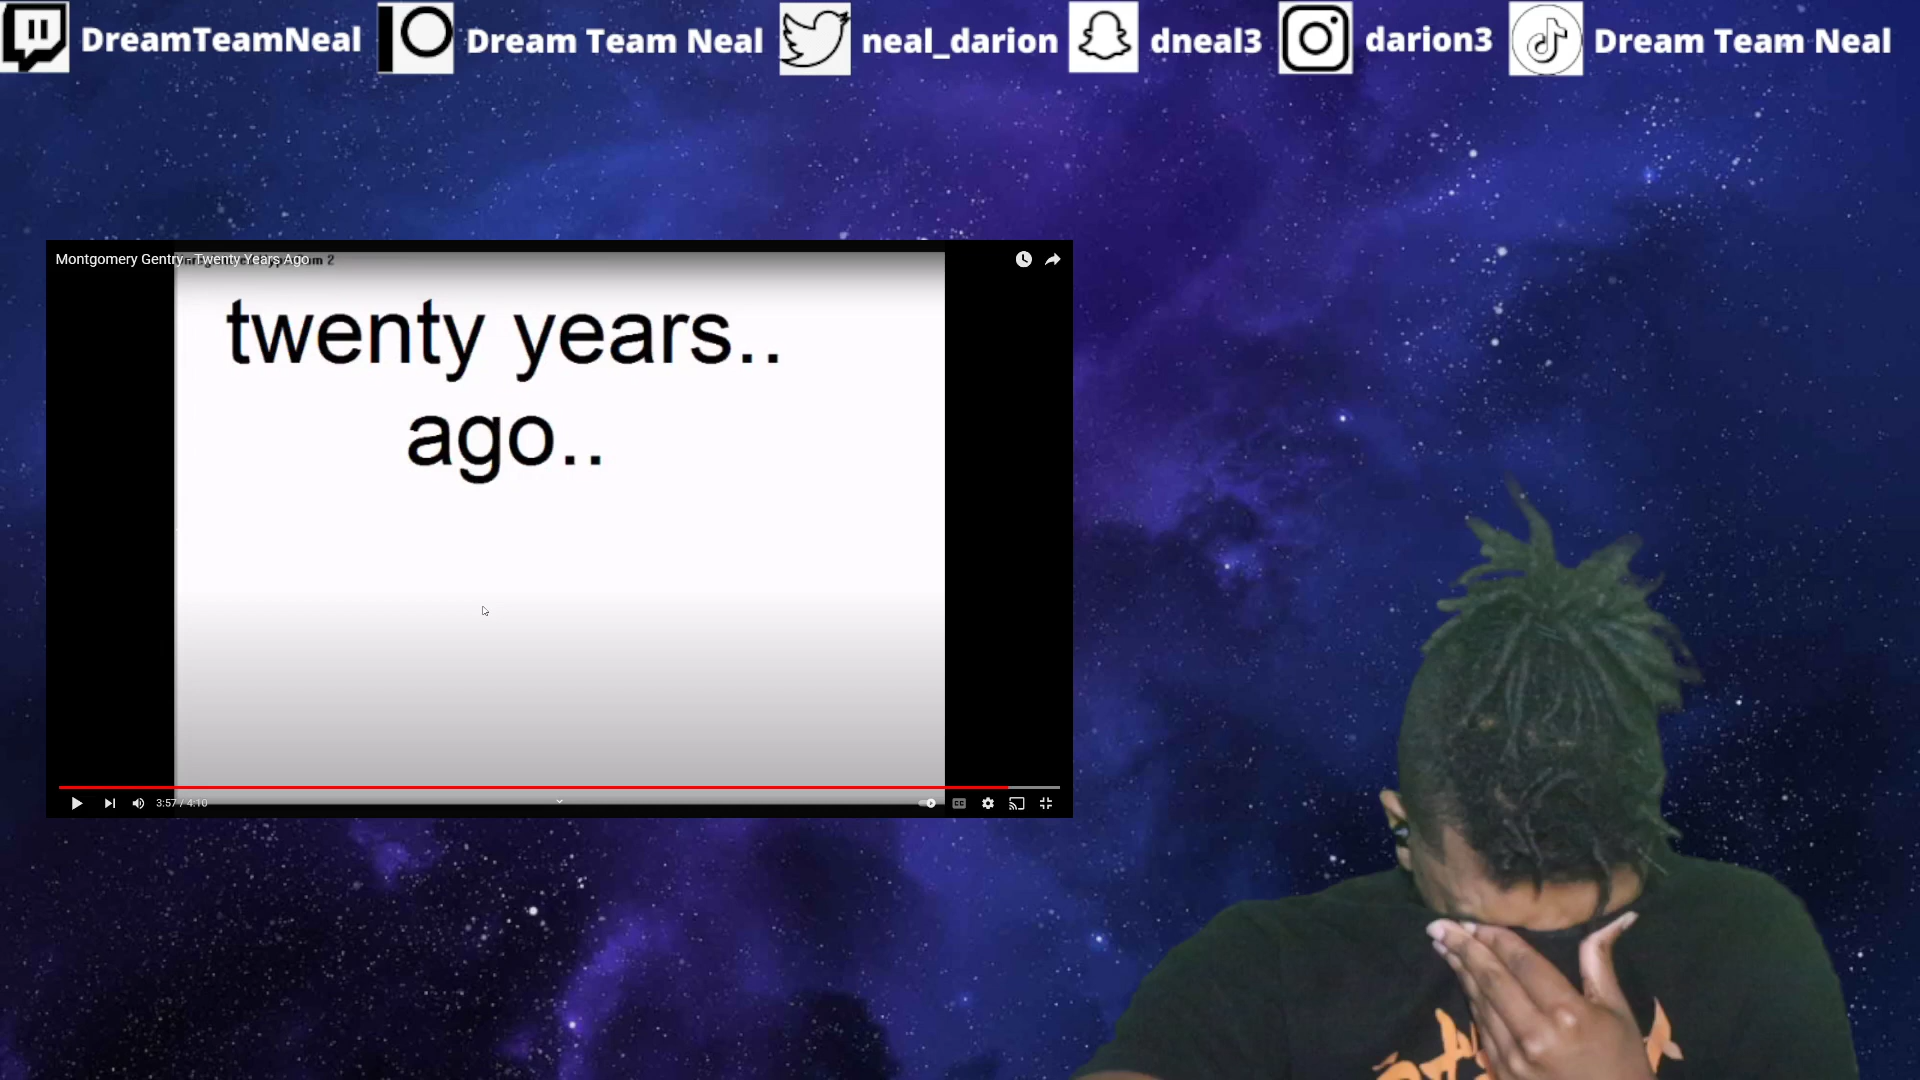 DreamTeamNeal
Dream Team Neal
neal_darion
dneal3
darion3
Dream Team Neal
Montgomery Gentry - Twenty Years Ago
twenty years..
ago..
3:57 / 4:10
CC